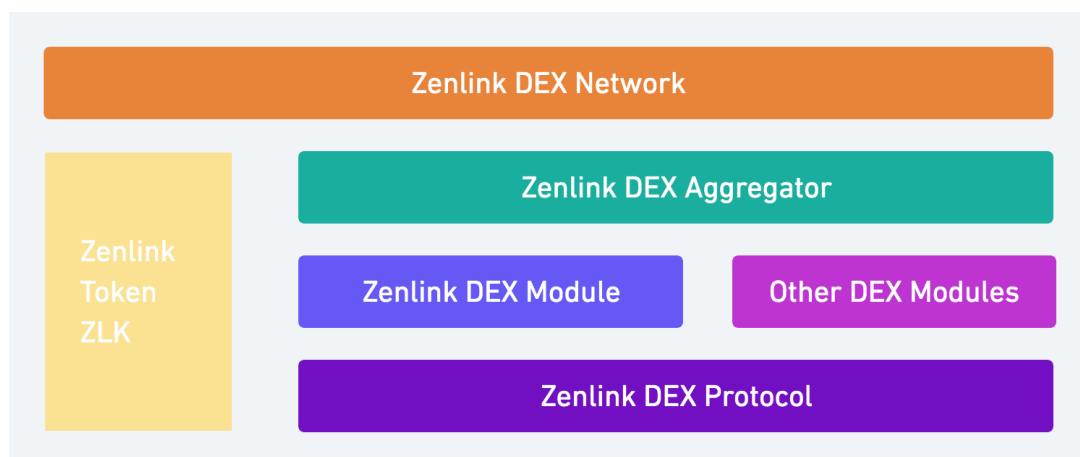 Zenlink DEX Network
Zenlink DEX Aggregator
Zenlink
Token
ZLK
Zenlink DEX Module
Other DEX Modules
Zenlink DEX Protocol